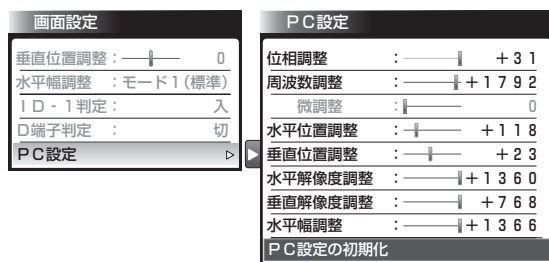 画面設定
垂直位置調整： 0
水平幅調整：モード1(標準)
ＩＤ-１判定： 入
Ｄ端子判定： 切
ＰＣ設定
ＰＣ設定
位相調整： ＋３１
周波数調整： ＋１７９２
微調整： 0
水平位置調整： ＋１１８
垂直位置調整： ＋２３
水平解像度調整： ＋１３６０
垂直解像度調整： ＋７６８
水平幅調整： ＋１３６６
ＰＣ設定の初期化